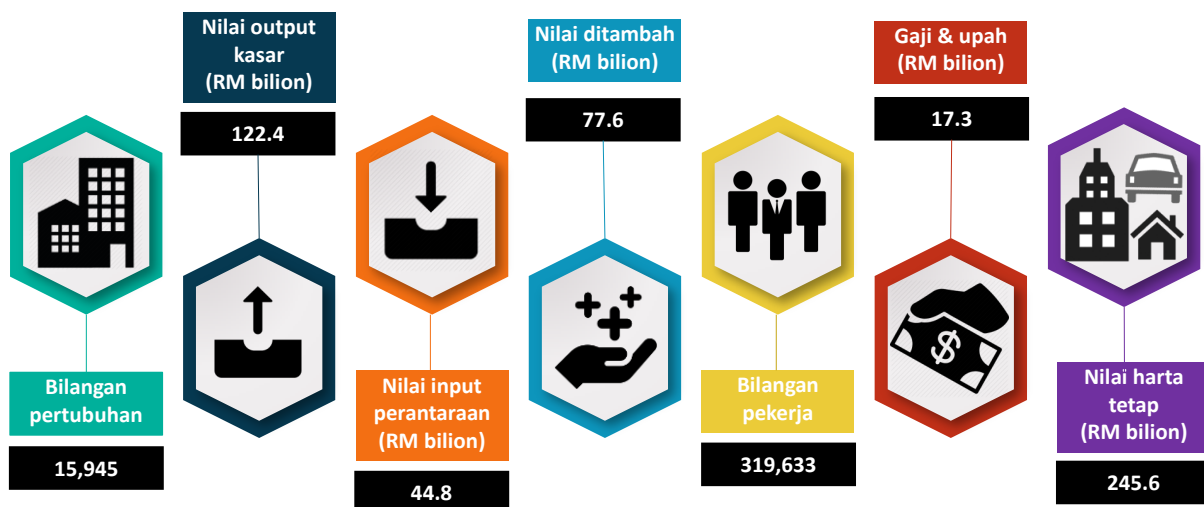 Bilangan
pertubuhan
15,945
Nilai output
kasar
(RM bilion)
122.4
Nilai input
perantaraan
(RM bilion)
44.8
Nilai ditambah
(RM bilion)
77.6
Bilangan
pekerja
319,633
Gaji & upah
(RM bilion)
17.3
$
Nilai harta
tetap
(RM bilion)
245.6